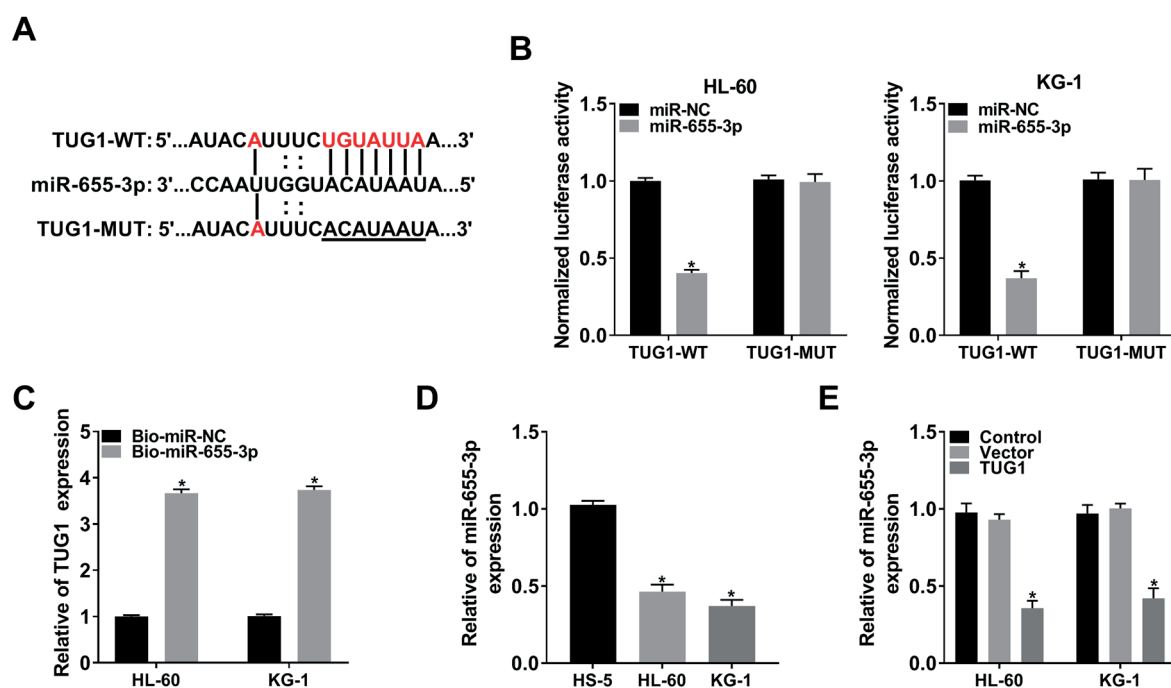 A
TUG1-WT: 5'...AUACAUUUCUGUAUUAA...3'
miR-655-3p: 3'...CCAAUUGGUACAUAAUA...5'
TUG1-MUT: 5'...AUACAUUUCACAUAAUA...3'
B
HL-60
miR-NC
miR-655-3p
Normalized luciferase activity
1.5
1.0
0.5
0.0
*
TUG1-WT
TUG1-MUT
KG-1
miR-NC
miR-655-3p
Normalized luciferase activity
1.5
1.0
0.5
0.0
*
TUG1-WT
TUG1-MUT
C
Bio-miR-NC
Bio-miR-655-3p
Relative of TUG1 expression
5
4
3
2
1
0
*
*
HL-60
KG-1
D
Relative of miR-655-3p
expression
1.5
1.0
0.5
0.0
*
*
HS-5
HL-60
KG-1
E
Control
Vector
TUG1
Relative of miR-655-3p
expression
1.5
1.0
0.5
0.0
*
*
HL-60
KG-1